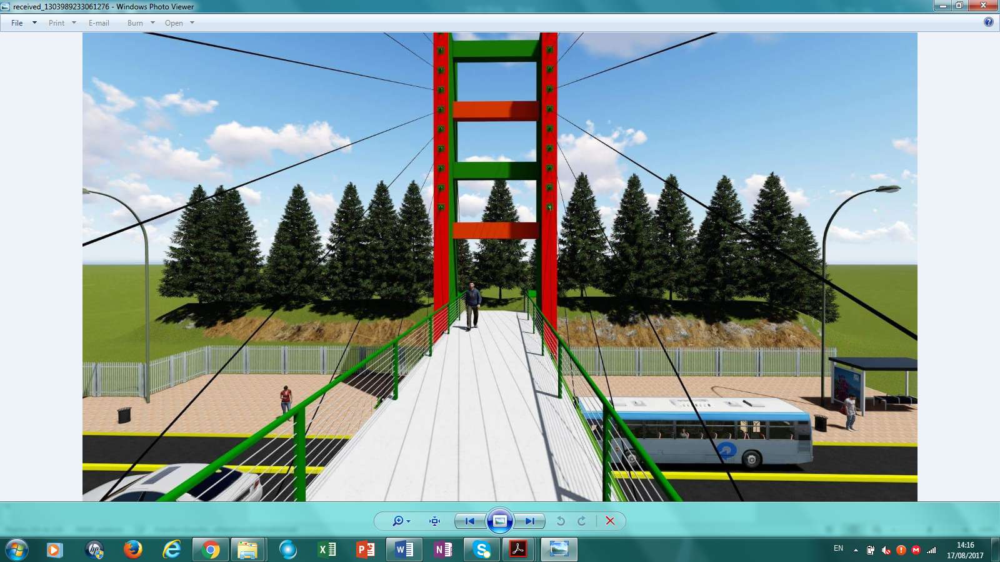 received_1303989233061276 - Windows Photo Viewer
File Print E-mail Burn Open
EN
14:16
17/08/2017